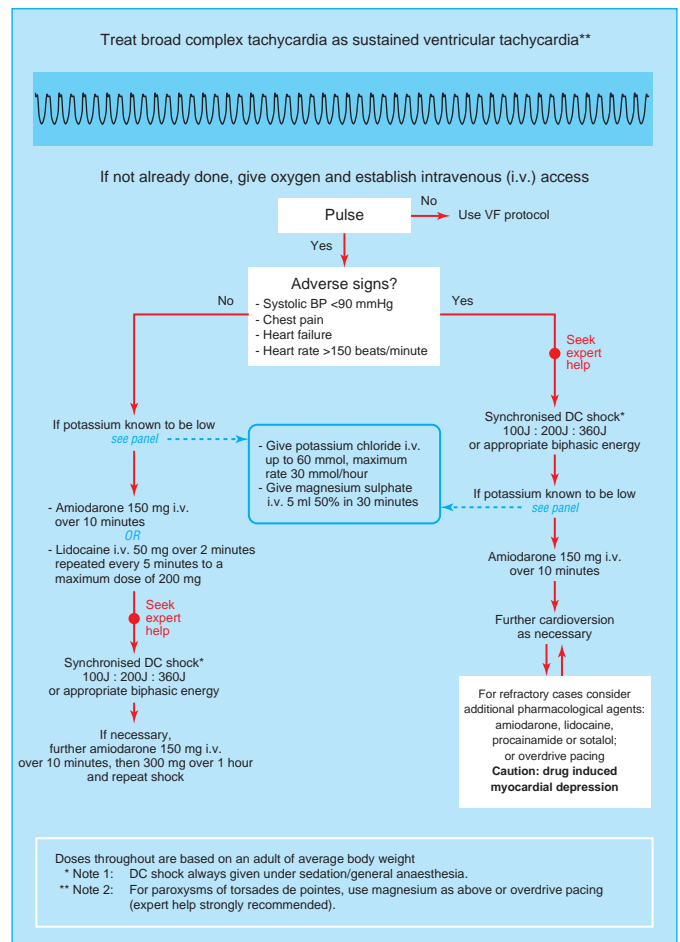 Treat broad complex tachycardia as sustained ventricular tachycardia**
If not already done, give oxygen and establish intravenous (i.v.) access
Pulse
No
Use VF protocol
Yes
Adverse signs?
- Systolic BP <90 mmHg
- Chest pain
- Heart failure
- Heart rate >150 beats/minute
No
If potassium known to be low
see panel
- Give potassium chloride i.v.
up to 60 mmol, maximum
rate 30 mmol/hour
- Give magnesium sulphate
i.v. 5 ml 50% in 30 minutes
- Amiodarone 150 mg i.v.
over 10 minutes
OR
- Lidocaine i.v. 50 mg over 2 minutes
repeated every 5 minutes to a
maximum dose of 200 mg
Seek
expert
help
Synchronised DC shock*
100J : 200J : 360J
or appropriate biphasic energy
If necessary,
further amiodarone 150 mg i.v.
over 10 minutes, then 300 mg over 1 hour
and repeat shock
Yes
Seek
expert
help
Synchronised DC shock*
100J : 200J : 360J
or appropriate biphasic energy
If potassium known to be low
see panel
Amiodarone 150 mg i.v.
over 10 minutes
Further cardioversion
as necessary
For refractory cases consider
additional pharmacological agents:
amiodarone, lidocaine,
procainamide or sotalol;
or overdrive pacing
Caution: drug induced
myocardial depression
Doses throughout are based on an adult of average body weight
* Note 1: DC shock always given under sedation/general anaesthesia.
** Note 2: For paroxysms of torsades de pointes, use magnesium as above or overdrive pacing
(expert help strongly recommended).